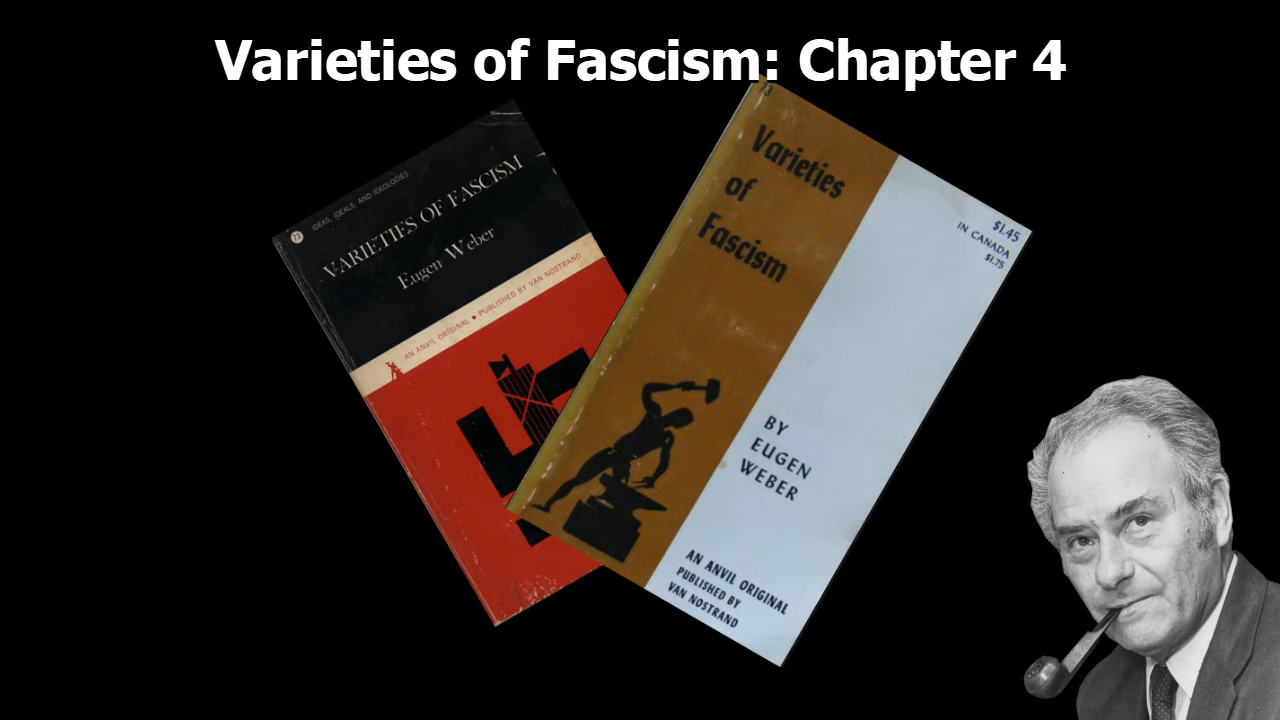 Varieties of Fascism: Chapter 4
73
IDEAS, IDEALS, AND IDEOLOGIES
VARIETIES OF FASCISM
Eugen Weber
AN ANVIL ORIGINAL • PUBLISHED BY VAN NOSTRAND
73
Varieties
of
Fascism
$1.45
IN CANADA
$1.75
BY
EUGEN
WEBER
AN ANVIL ORIGINAL
PUBLISHED BY
VAN NOSTRAND